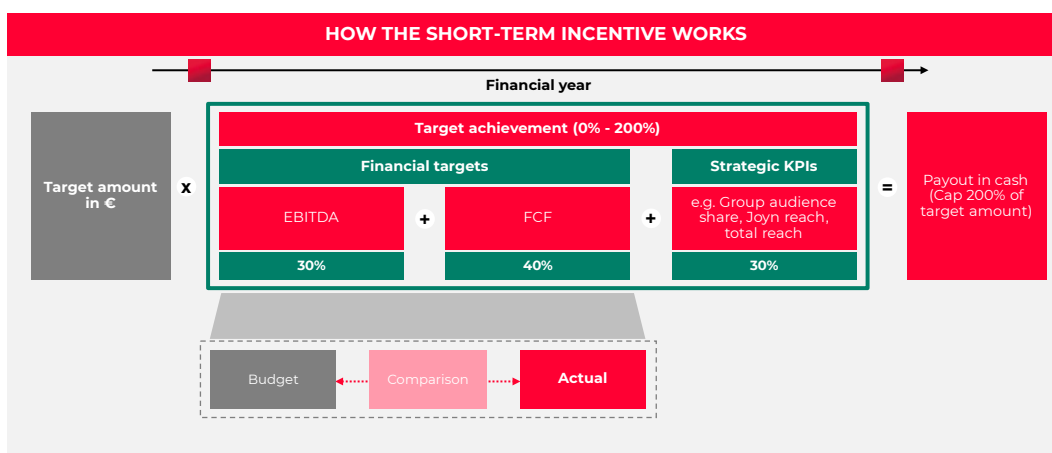 HOW THE SHORT-TERM INCENTIVE WORKS
Financial year
Target amount
in €
x
Target achievement (0% - 200%)
Financial targets
Strategic KPIs
EBITDA
+
FCF
+
e.g. Group audience
share, Joyn reach,
total reach
30%
40%
30%
=
Payout in cash
(Cap 200% of
target amount)
Budget
Comparison
Actual